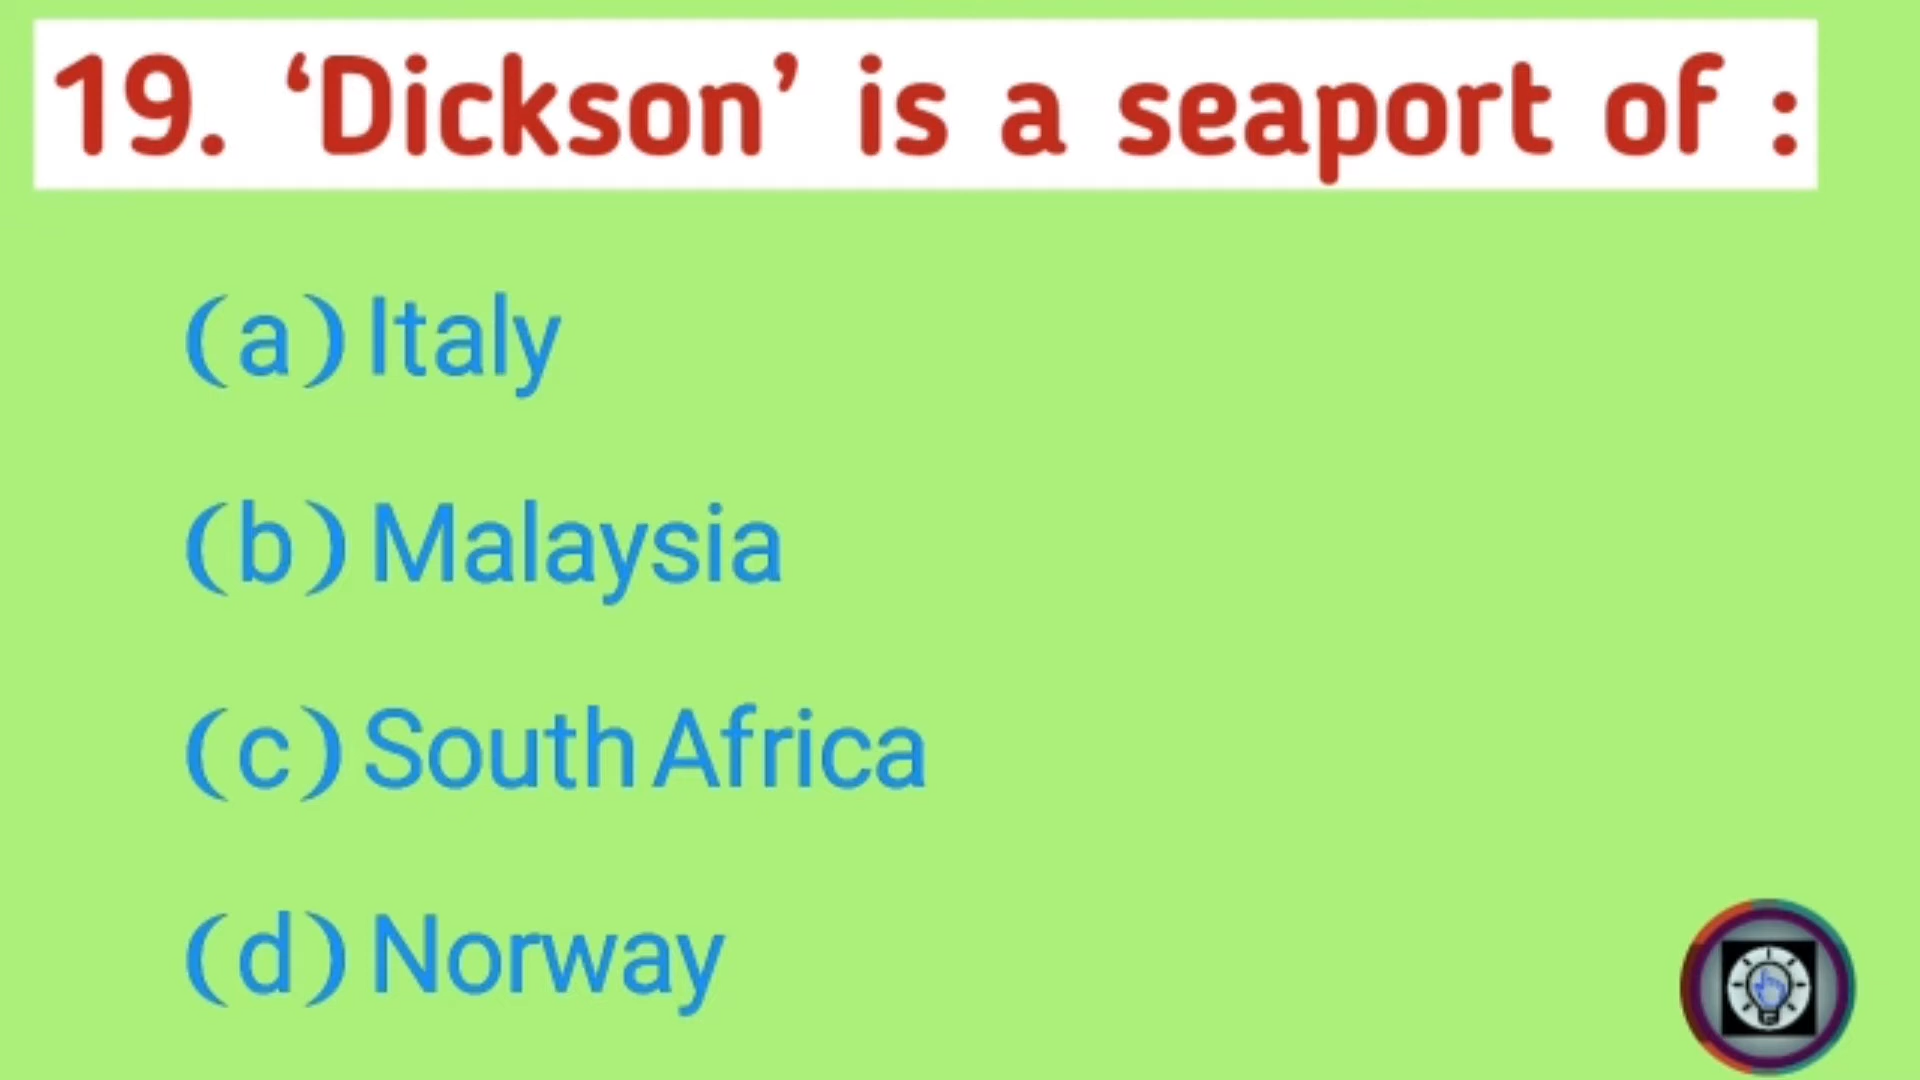 19. ‘Dickson’ is a seaport of :
(a) Italy
(b) Malaysia
(c) South Africa
(d) Norway